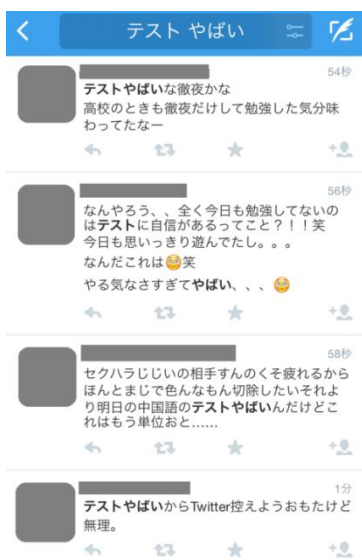 テスト やばい
54秒
テストやばいな徹夜かな
高校のときも徹夜だけして勉強した気分味
わってたなー
56秒
なんやろう、、全く今日も勉強してないの
はテストに自信があるってこと？！！笑
今日も思いっきり遊んでたし。。。
なんだこれは😳笑
やる気なさすぎてやばい、、、😳
58秒
セクハラじじいの相手すんのくそ疲れるから
ほんとまじで色んなもん切除したいそれよ
り明日の中国語のテストやばいんだけどこ
れはもう単位おと……
1分
テストやばいからTwitter控えようおもたけど
無理。